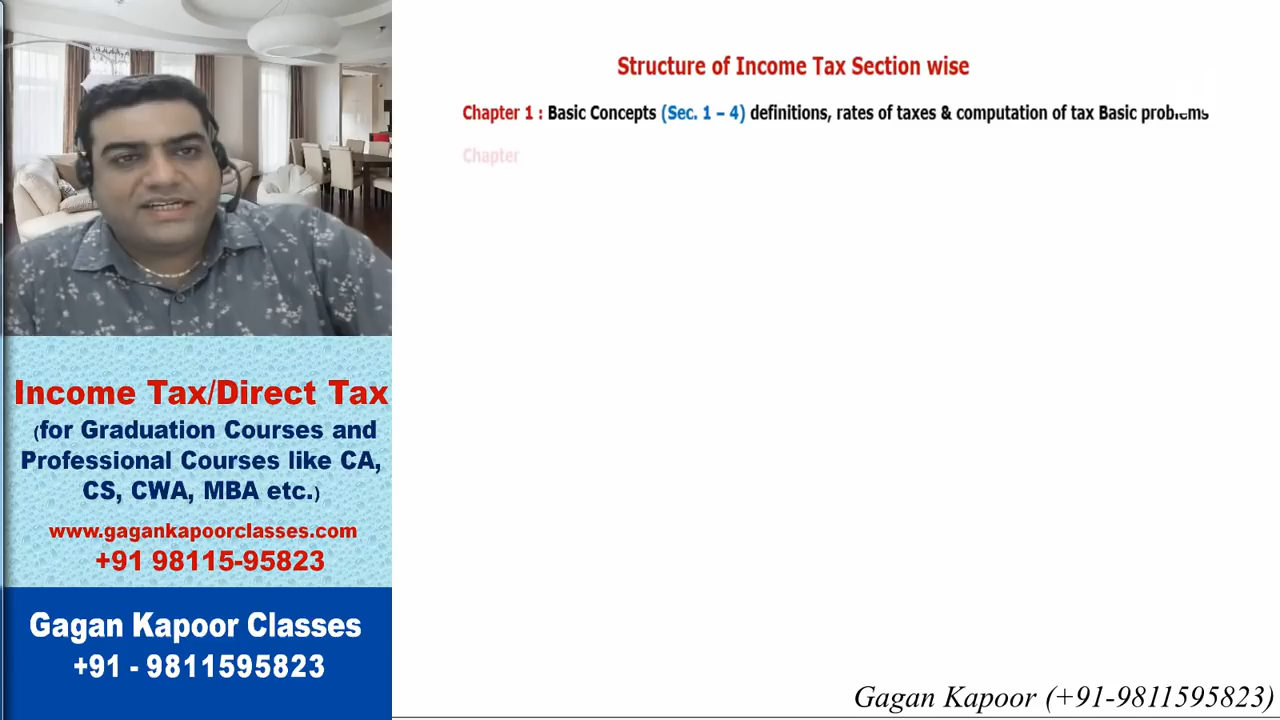 Structure of Income Tax Section wise
Chapter 1 : Basic Concepts (Sec. 1 – 4) definitions, rates of taxes & computation of tax Basic problems
Chapter
Income Tax/Direct Tax
(for Graduation Courses and
Professional Courses like CA,
CS, CWA, MBA etc.)
www.gagankapoorclasses.com
+91 98115-95823
Gagan Kapoor Classes
+91 - 9811595823
Gagan Kapoor (+91-9811595823)